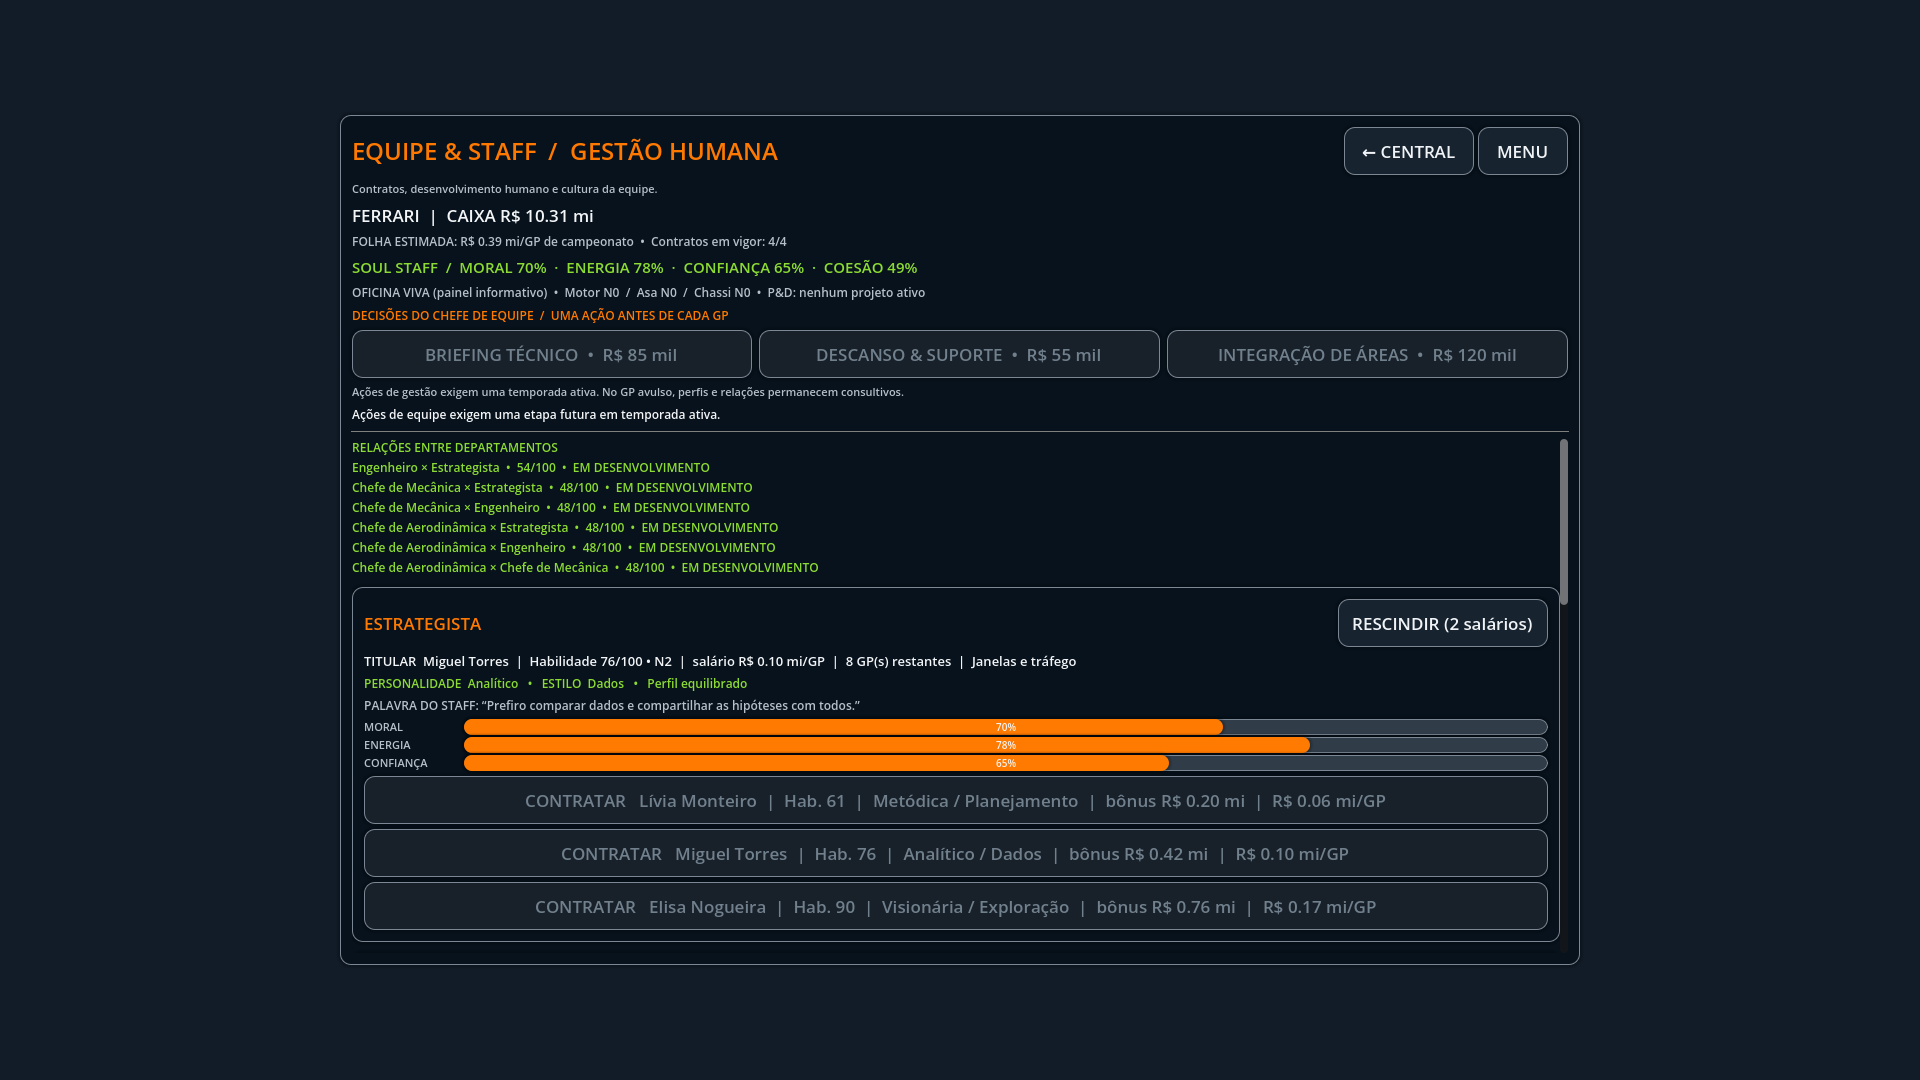 EQUIPE & STAFF / GESTÃO HUMANA
← CENTRAL
MENU
Contratos, desenvolvimento humano e cultura da equipe.
FERRARI | CAIXA R$ 10.31 mi
FOLHA ESTIMADA: R$ 0.39 mi/GP de campeonato • Contratos em vigor: 4/4
SOUL STAFF / MORAL 70% · ENERGIA 78% · CONFIANÇA 65% · COESÃO 49%
OFICINA VIVA (painel informativo) • Motor N0 / Asa N0 / Chassi N0 • P&D: nenhum projeto ativo
DECISÕES DO CHEFE DE EQUIPE / UMA AÇÃO ANTES DE CADA GP
BRIEFING TÉCNICO • R$ 85 mil
DESCANSO & SUPORTE • R$ 55 mil
INTEGRAÇÃO DE ÁREAS • R$ 120 mil
Ações de gestão exigem uma temporada ativa. No GP avulso, perfis e relações permanecem consultivos.
Ações de equipe exigem uma etapa futura em temporada ativa.
RELAÇÕES ENTRE DEPARTAMENTOS
Engenheiro × Estrategista • 54/100 • EM DESENVOLVIMENTO
Chefe de Mecânica × Estrategista • 48/100 • EM DESENVOLVIMENTO
Chefe de Mecânica × Engenheiro • 48/100 • EM DESENVOLVIMENTO
Chefe de Aerodinâmica × Estrategista • 48/100 • EM DESENVOLVIMENTO
Chefe de Aerodinâmica × Engenheiro • 48/100 • EM DESENVOLVIMENTO
Chefe de Aerodinâmica × Chefe de Mecânica • 48/100 • EM DESENVOLVIMENTO
ESTRATEGISTA
RESCINDIR (2 salários)
TITULAR Miguel Torres | Habilidade 76/100 • N2 | salário R$ 0.10 mi/GP | 8 GP(s) restantes | Janelas e tráfego
PERSONALIDADE Analítico • ESTILO Dados • Perfil equilibrado
PALAVRA DO STAFF: “Prefiro comparar dados e compartilhar as hipóteses com todos.”
MORAL 70%
ENERGIA 78%
CONFIANÇA 65%
CONTRATAR Lívia Monteiro | Hab. 61 | Metódica / Planejamento | bônus R$ 0.20 mi | R$ 0.06 mi/GP
CONTRATAR Miguel Torres | Hab. 76 | Analítico / Dados | bônus R$ 0.42 mi | R$ 0.10 mi/GP
CONTRATAR Elisa Nogueira | Hab. 90 | Visionária / Exploração | bônus R$ 0.76 mi | R$ 0.17 mi/GP